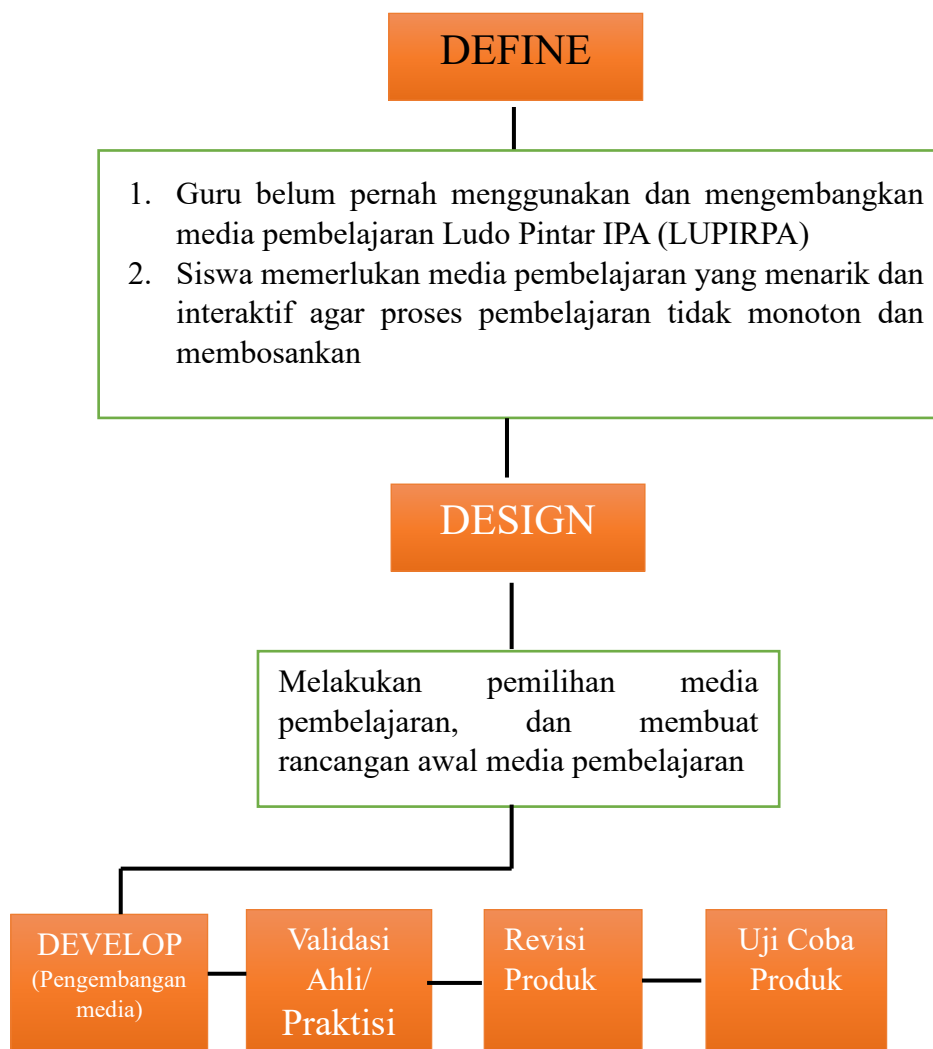 DEFINE
1. Guru belum pernah menggunakan dan mengembangkan
media pembelajaran Ludo Pintar IPA (LUPIRPA)
2. Siswa memerlukan media pembelajaran yang menarik dan
interaktif agar proses pembelajaran tidak monoton dan
membosankan
DESIGN
Melakukan pemilihan media
pembelajaran, dan membuat
rancangan awal media pembelajaran
DEVELOP
(Pengembangan
media)
Validasi
Ahli/
Praktisi
Revisi
Produk
Uji Coba
Produk